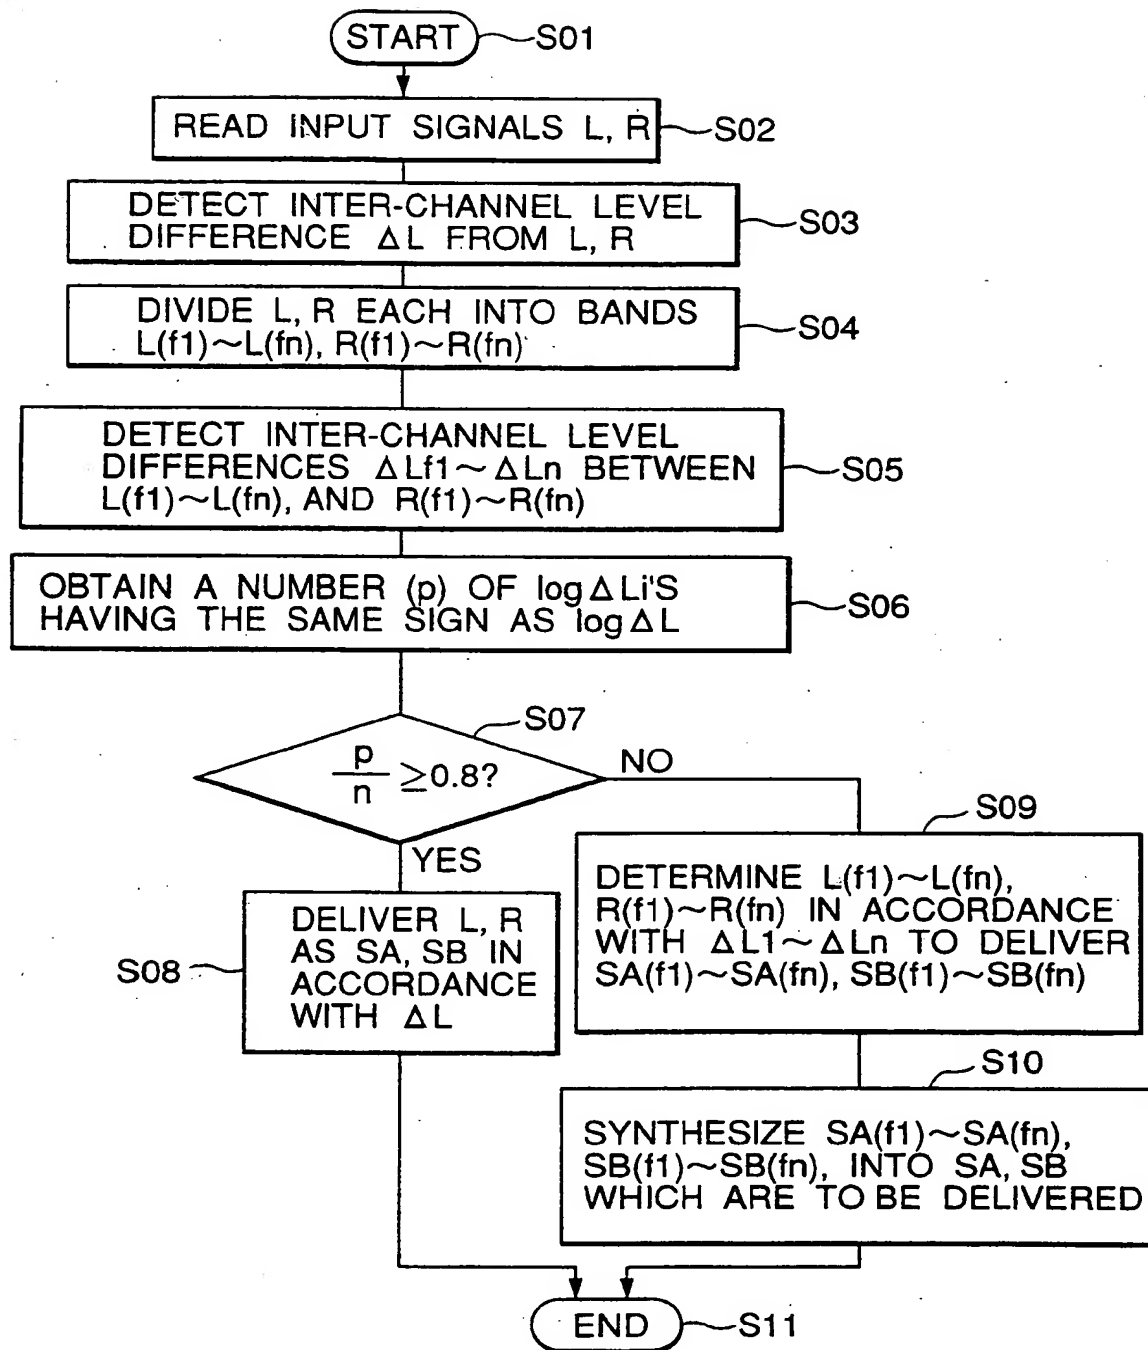 START
S01
READ INPUT SIGNALS L, R
S02
DETECT INTER-CHANNEL LEVEL
DIFFERENCE ΔL FROM L, R
S03
DIVIDE L, R EACH INTO BANDS
L(f1)~L(fn), R(f1)~R(fn)
S04
DETECT INTER-CHANNEL LEVEL
DIFFERENCES ΔLf1~ΔLn BETWEEN
L(f1)~L(fn), AND R(f1)~R(fn)
S05
OBTAIN A NUMBER (p) OF log ΔLi'S
HAVING THE SAME SIGN AS log ΔL
S06
S07
p
n
≥0.8?
NO
YES
DELIVER L, R
AS SA, SB IN
ACCORDANCE
WITH ΔL
S08
S09
DETERMINE L(f1)~L(fn),
R(f1)~R(fn) IN ACCORDANCE
WITH ΔL1~ΔLn TO DELIVER
SA(f1)~SA(fn), SB(f1)~SB(fn)
S10
SYNTHESIZE SA(f1)~SA(fn),
SB(f1)~SB(fn), INTO SA, SB
WHICH ARE TO BE DELIVERED
END
S11